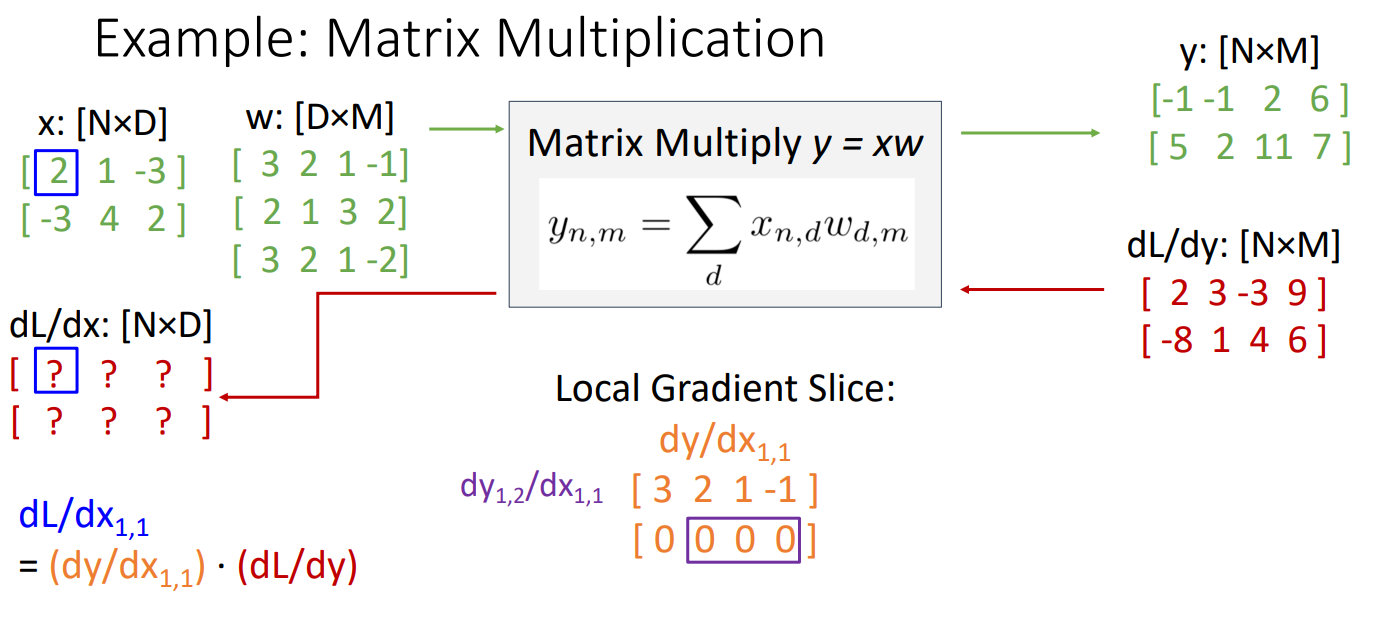 Example: Matrix Multiplication
x: [N×D]
[ 2 1 -3 ]
[ -3 4 2 ]
w: [D×M]
[ 3 2 1 -1]
[ 2 1 3 2]
[ 3 2 1 -2]
Matrix Multiply y = xw
y_{n,m} = \sum_d x_{n,d} w_{d,m}
y: [N×M]
[-1 -1 2 6 ]
[ 5 2 11 7 ]
dL/dy: [N×M]
[ 2 3 -3 9 ]
[ -8 1 4 6 ]
dL/dx: [N×D]
[ ? ? ? ]
[ ? ? ? ]
Local Gradient Slice:
dy/dx_{1,1}
dy_{1,2}/dx_{1,1} [ 3 2 1 -1 ]
[ 0 0 0 0 ]
dL/dx_{1,1}
= (dy/dx_{1,1}) · (dL/dy)